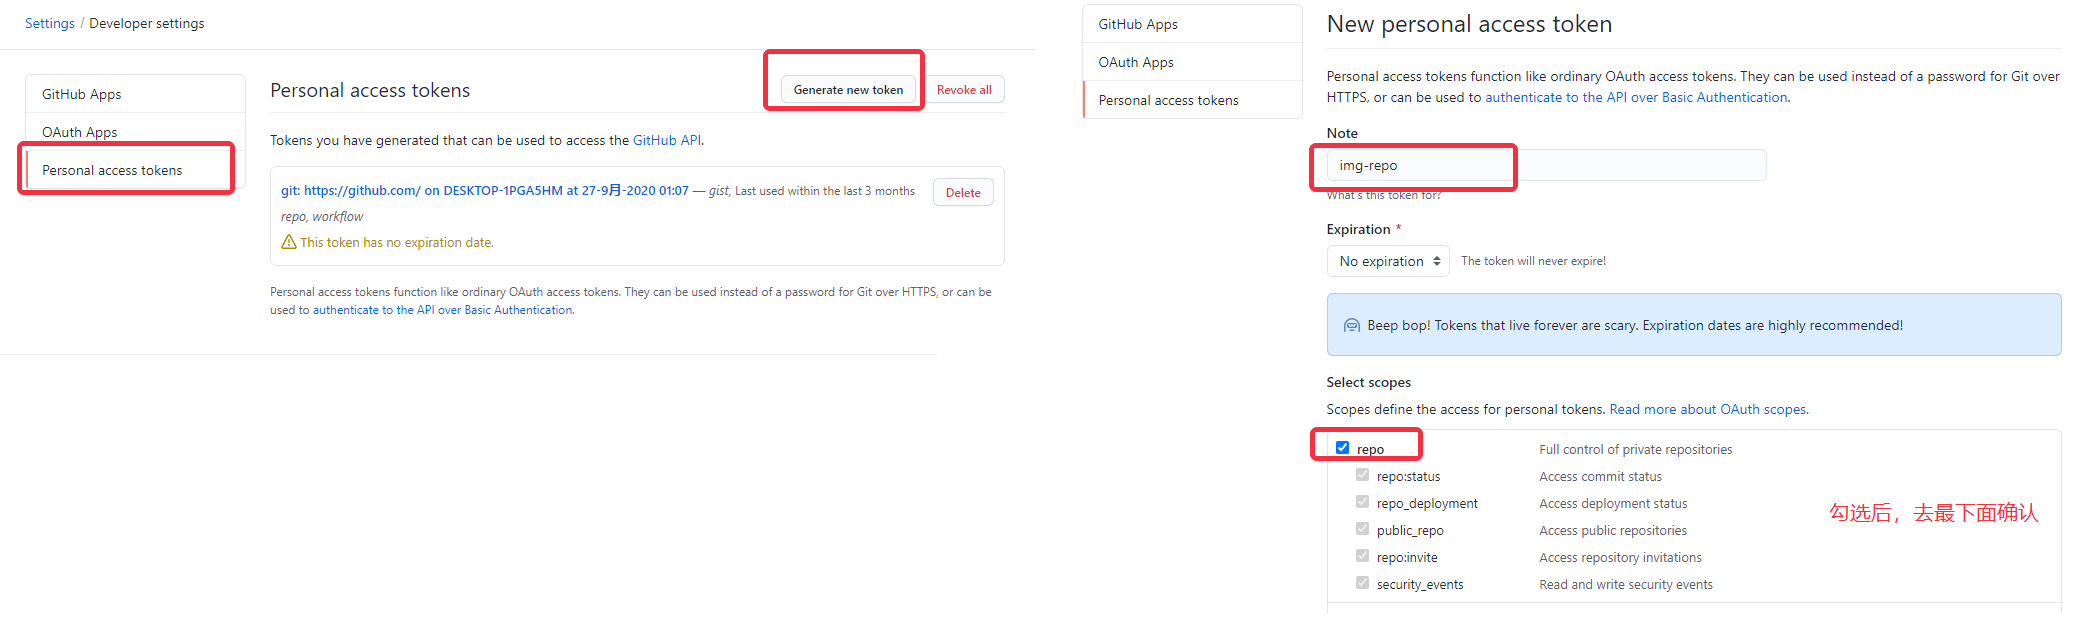 Settings / Developer settings
GitHub Apps
OAuth Apps
Personal access tokens
Personal access tokens
Generate new token
Revoke all
Tokens you have generated that can be used to access the GitHub API.
git: https://github.com/ on DESKTOP-1PGA5HM at 27-9月-2020 01:07 — gist, Last used within the last 3 months
repo, workflow
Delete
This token has no expiration date.
Personal access tokens function like ordinary OAuth access tokens. They can be used instead of a password for Git over HTTPS, or can be
used to authenticate to the API over Basic Authentication.
GitHub Apps
OAuth Apps
Personal access tokens
New personal access token
Personal access tokens function like ordinary OAuth access tokens. They can be used instead of a password for Git over
HTTPS, or can be used to authenticate to the API over Basic Authentication.
Note
img-repo
What's this token for?
Expiration *
No expiration
The token will never expire!
Beep bop! Tokens that live forever are scary. Expiration dates are highly recommended!
Select scopes
Scopes define the access for personal tokens. Read more about OAuth scopes.
repo Full control of private repositories
repo:status Access commit status
repo_deployment Access deployment status
public_repo Access public repositories
repo:invite Access repository invitations
security_events Read and write security events
勾选后，去最下面确认